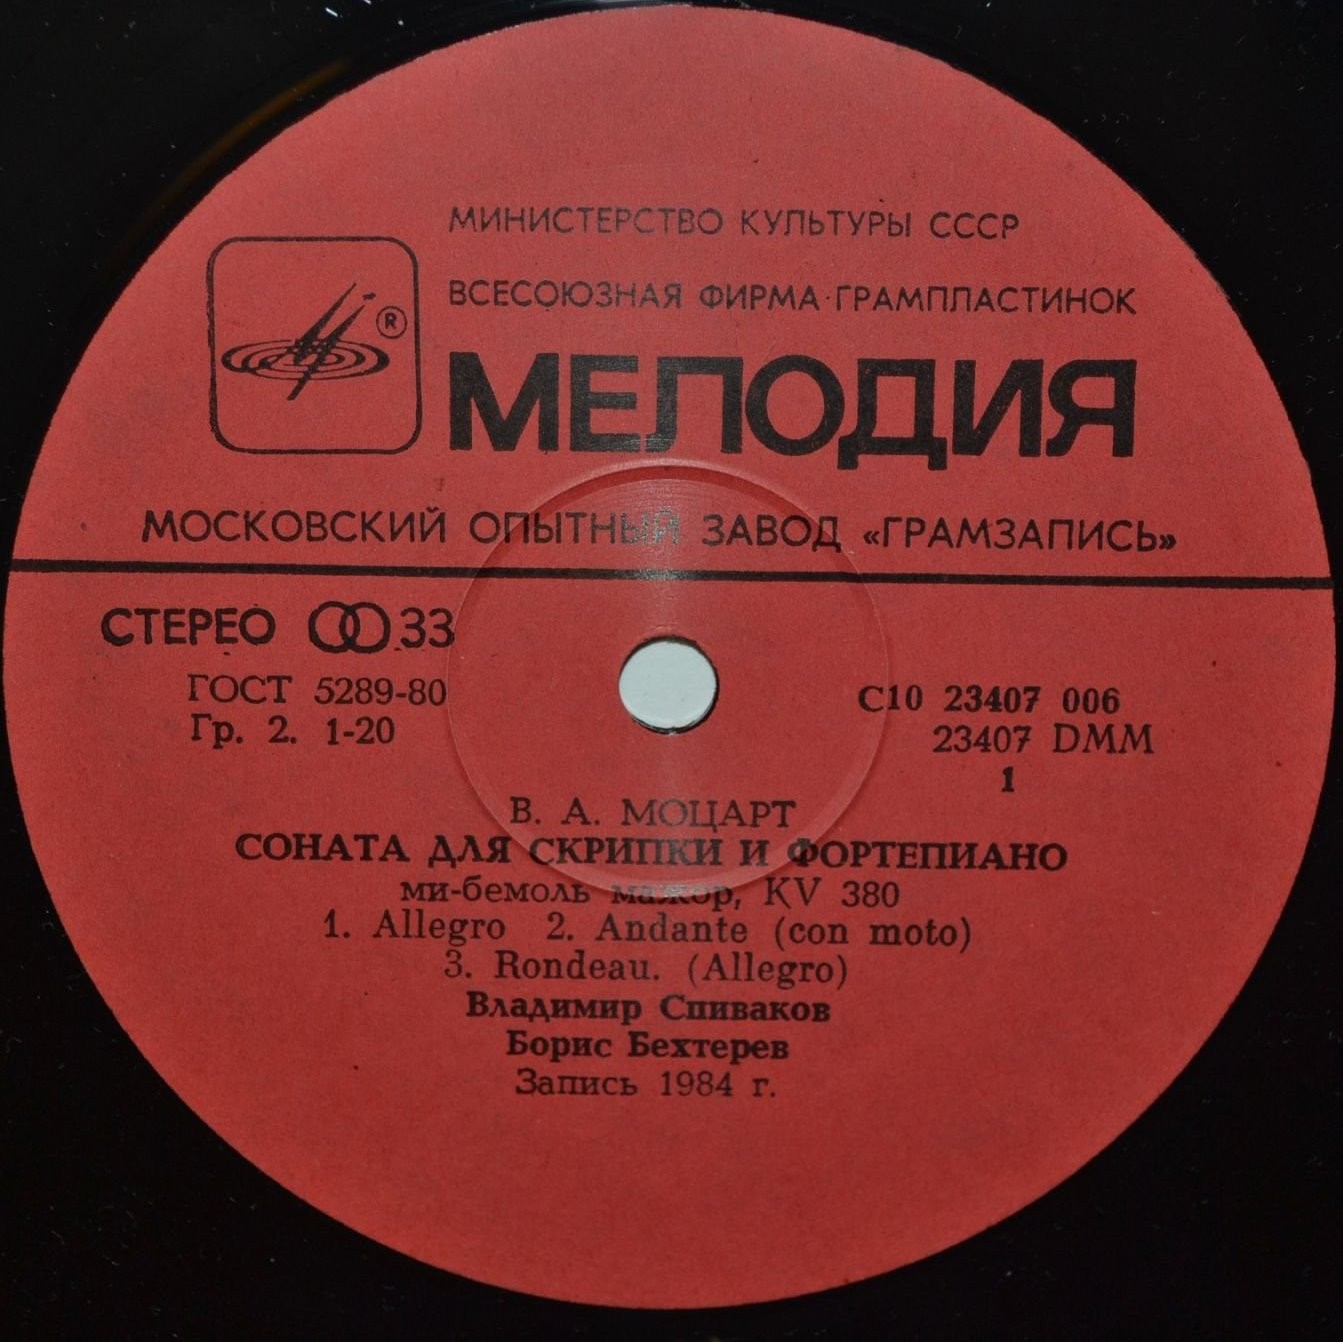 МИНИСТЕРСТВО КУЛЬТУРЫ СССР
ВСЕСОЮЗНАЯ ФИРМА ГРАМПЛАСТИНОК
®
МЕЛОДИЯ
МОСКОВСКИЙ ОПЫТНЫЙ ЗАВОД «ГРАМЗАПИСЬ»
СТЕРЕО 33
ГОСТ 5289-80
Гр. 2. 1-20
С10 23407 006
23407 DMM
1
В. А. МОЦАРТ
СОНАТА ДЛЯ СКРИПКИ И ФОРТЕПИАНО
ми-бемоль мажор, KV 380
1. Allegro 2. Andante (con moto)
3. Rondeau. (Allegro)
Владимир Спиваков
Борис Бехтерев
Запись 1984 г.